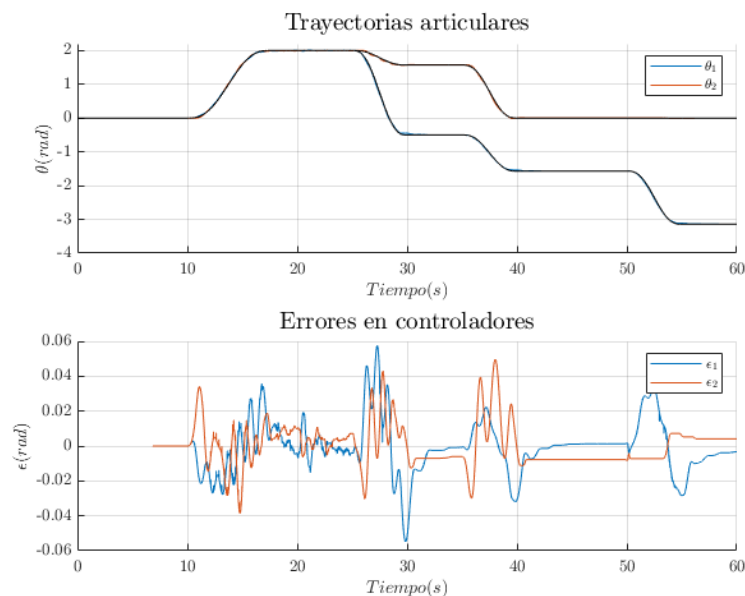 Trayectorias articulares
θ(rad)
2
1
0
-1
-2
-3
-4
θ₁
θ₂
0 10 20 30 40 50 60
Tiempo(s)
Errores en controladores
ϵ(rad)
0.06
0.04
0.02
0
-0.02
-0.04
-0.06
ϵ₁
ϵ₂
0 10 20 30 40 50 60
Tiempo(s)